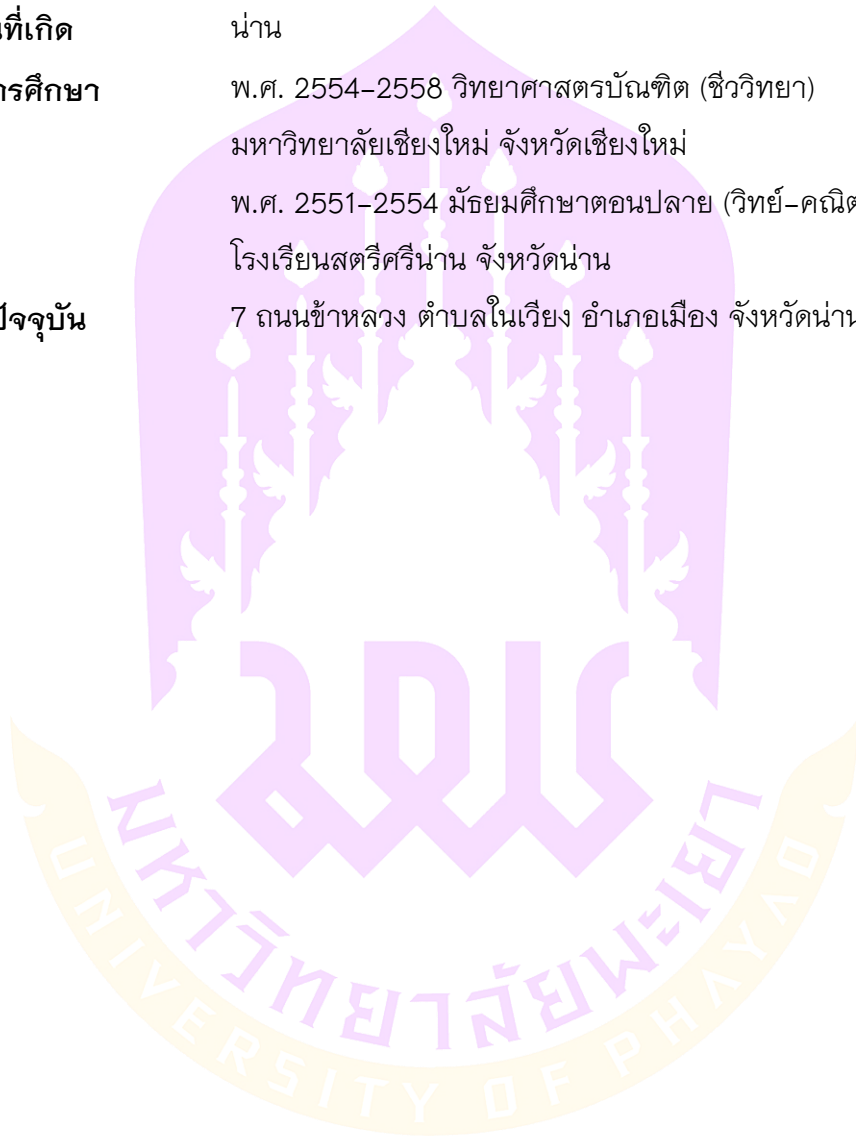 นที่เกิด น่าน
ารศึกษา พ.ศ. 2554-2558 วิทยาศาสตรบัณฑิต (ชีววิทยา)
มหาวิทยาลัยเชียงใหม่ จังหวัดเชียงใหม่
พ.ศ. 2551-2554 มัธยมศึกษาตอนปลาย (วิทย์-คณิต
โรงเรียนสตรีศรีน่าน จังหวัดน่าน
ปัจจุบัน 7 ถนนข้าหลวง ตำบลในเวียง อำเภอเมือง จังหวัดน่าน
มหาวิทยาลัยพะเยา
UNIVERSITY OF PHAYAO